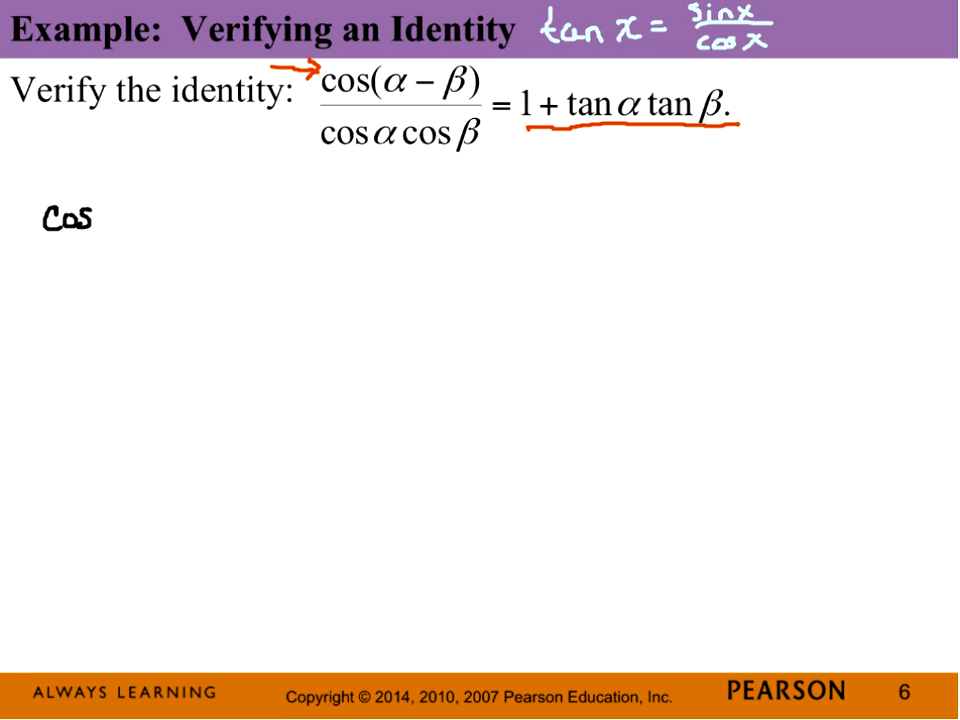 Example: Verifying an Identity tan x = sin x / cos x
Verify the identity: cos(α − β) / cos α cos β = 1 + tan α tan β.
cos
ALWAYS LEARNING Copyright © 2014, 2010, 2007 Pearson Education, Inc. PEARSON 6